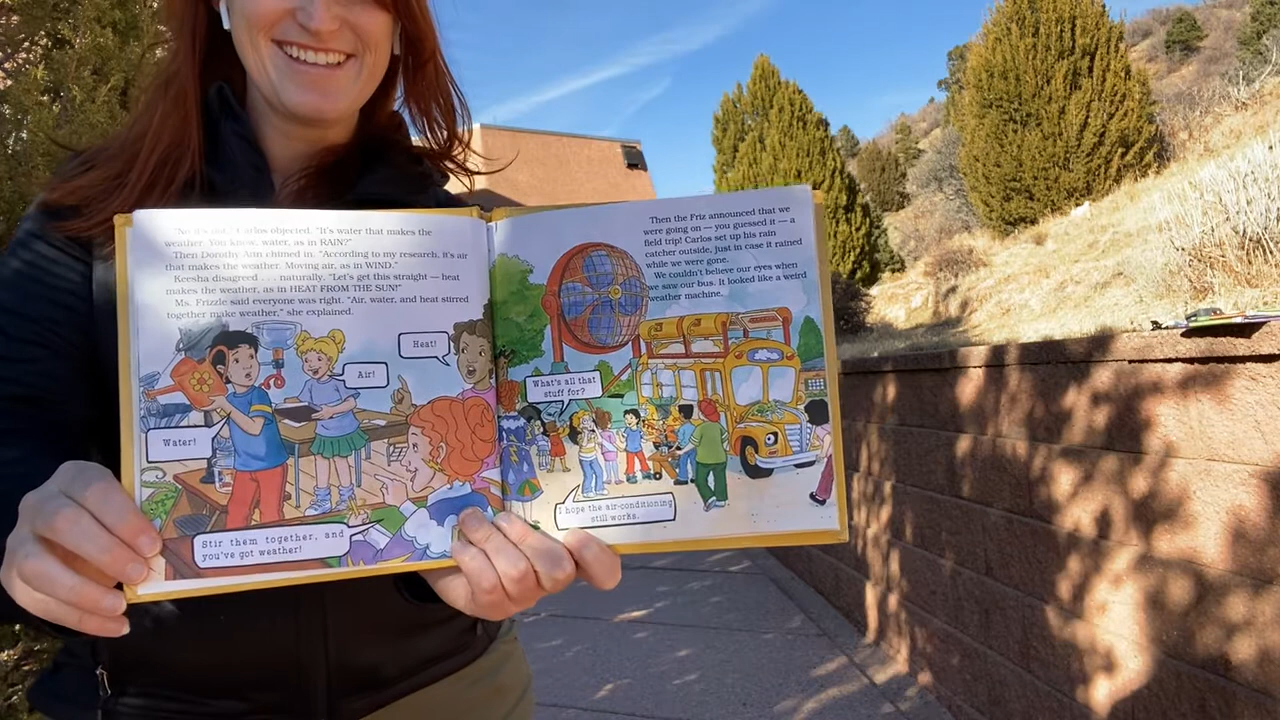 "No it's not," Carlos objected. "It's water that makes the
weather. You know, water, as in RAIN?"
Then Dorothy Ann chimed in. "According to my research, it's air
that makes the weather. Moving air, as in WIND."
Keesha disagreed . . . naturally. "Let's get this straight — heat
makes the weather, as in HEAT FROM THE SUN!"
Ms. Frizzle said everyone was right. "Air, water, and heat stirred
together make weather," she explained.
Heat!
Air!
Water!
Stir them together, and
you've got weather!
Then the Friz announced that we
were going on — you guessed it — a
field trip! Carlos set up his rain
catcher outside, just in case it rained
while we were gone.
We couldn't believe our eyes when
we saw our bus. It looked like a weird
weather machine.
What's all that
stuff for?
I hope the air-conditioning
still works.